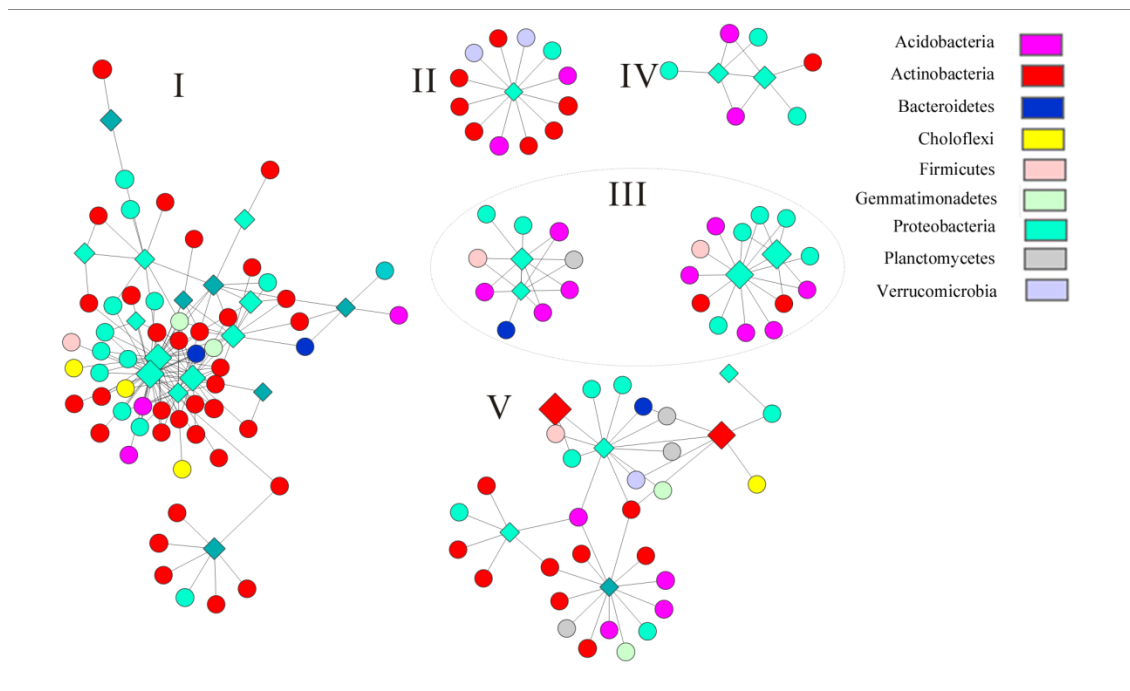 I
II
IV
III
V
Acidobacteria
Actinobacteria
Bacteroidetes
Choloflexi
Firmicutes
Gemmatimonadetes
Proteobacteria
Planctomycetes
Verrucomicrobia